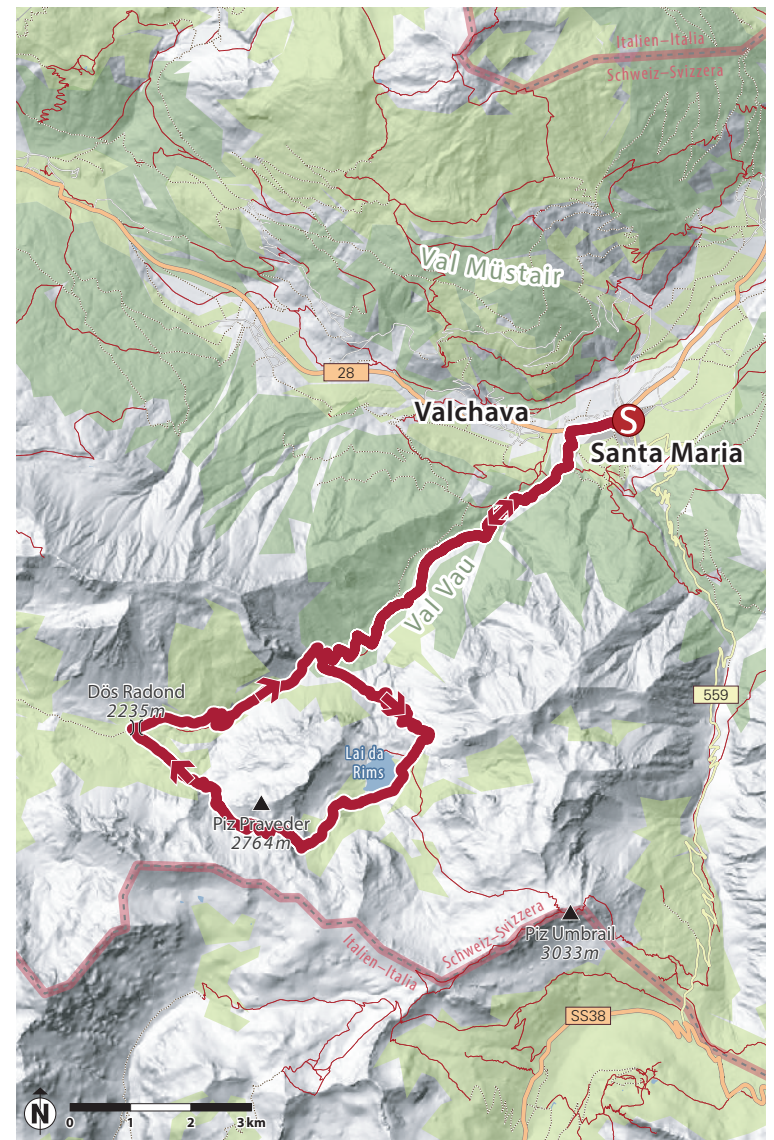 Italien–Italia
Schweiz–Svizzera
Val Müstair
28
Valchava
S
Santa Maria
Val Vau
Dös Radond
2235m
559
Lai da
Rims
Piz Praveder
2764m
Schweiz–Svizzera
Italien–Italia
Piz Umbrail
3033m
SS38
N
0 1 2 3 km